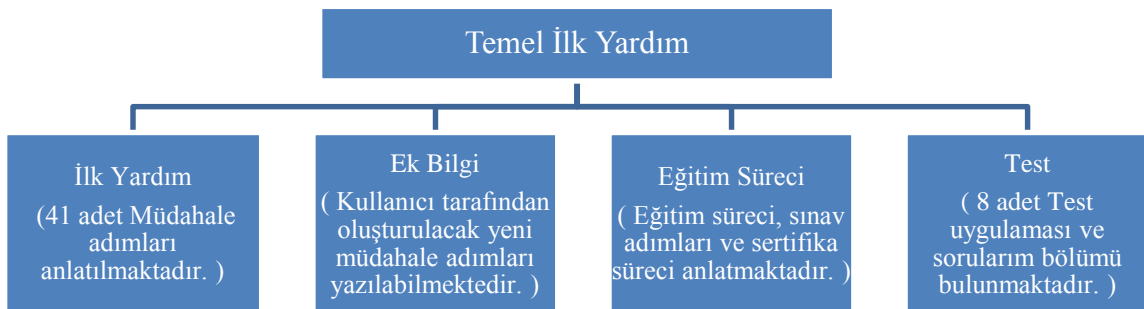 Temel İlk Yardım
İlk Yardım
(41 adet Müdahale
adımları
anlatılmaktadır. )
Ek Bilgi
( Kullanıcı tarafından
oluşturulacak yeni
müdahale adımları
yazılabilmektedir. )
Eğitim Süreci
( Eğitim süreci, sınav
adımları ve sertifika
süreci anlatmaktadır. )
Test
( 8 adet Test
uygulaması ve
sorularım bölümü
bulunmaktadır. )